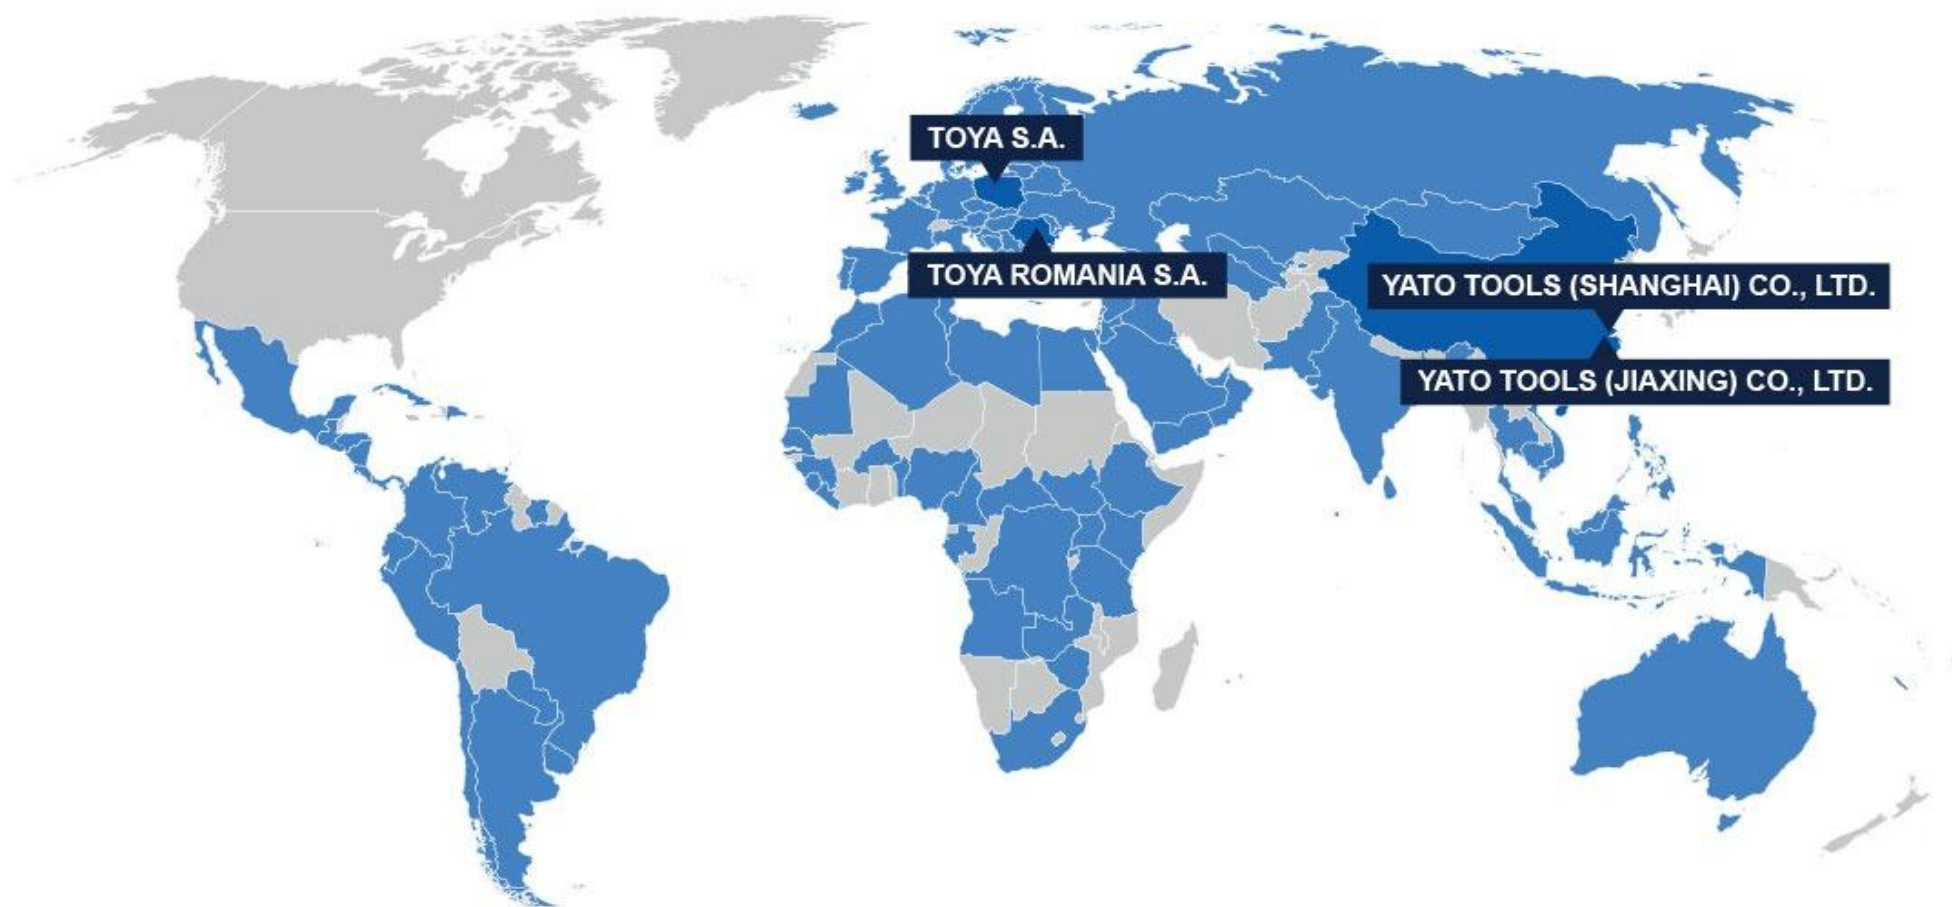 TOYA S.A.
TOYA ROMANIA S.A.
YATO TOOLS (SHANGHAI) CO., LTD.
YATO TOOLS (JIAXING) CO., LTD.